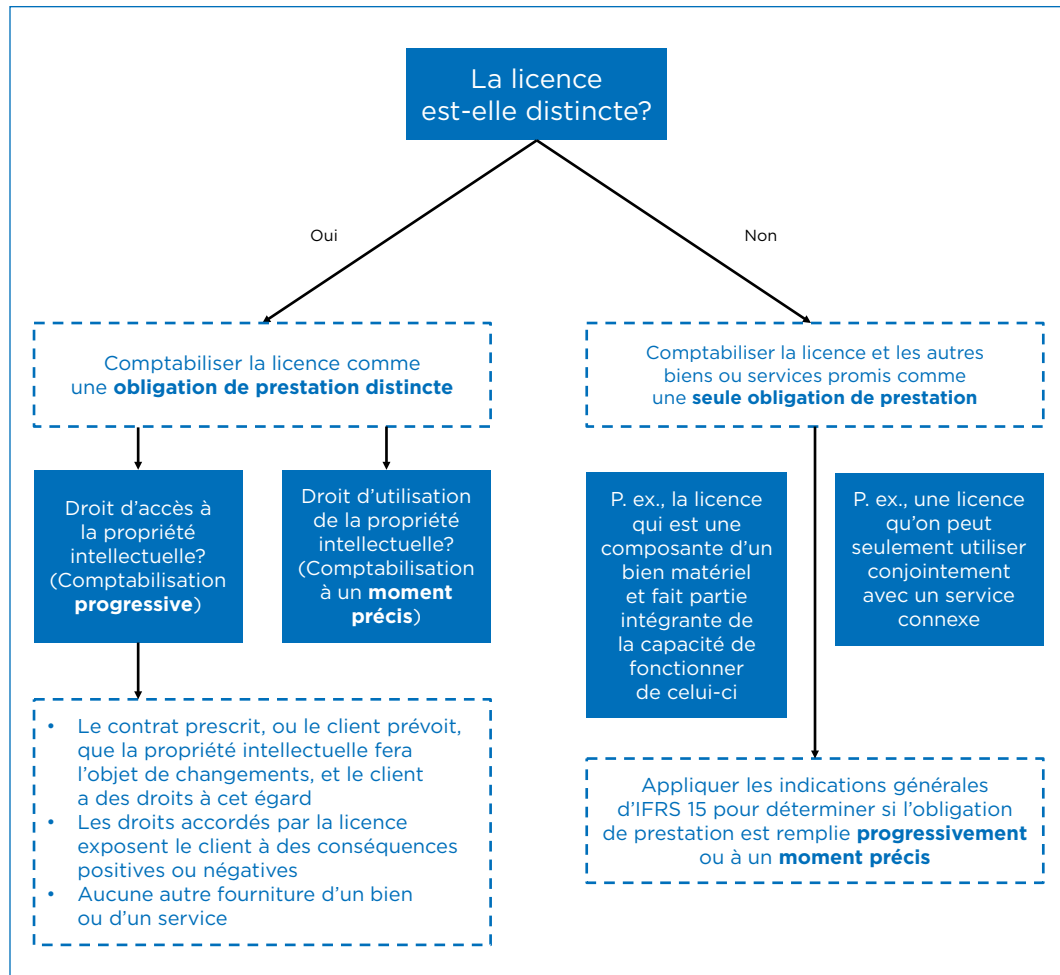 La licence
est-elle distincte?
Oui
Non
Comptabiliser la licence comme
une obligation de prestation distincte
Comptabiliser la licence et les autres
biens ou services promis comme
une seule obligation de prestation
Droit d'accès à
la propriété
intellectuelle?
(Comptabilisation
progressive)
Droit d'utilisation
de la propriété
intellectuelle?
(Comptabilisation
à un moment
précis)
P. ex., la licence
qui est une
composante d'un
bien matériel
et fait partie
intégrante de
la capacité de
fonctionner
de celui-ci
P. ex., une licence
qu'on peut
seulement utiliser
conjointement
avec un service
connexe
• Le contrat prescrit, ou le client prévoit,
que la propriété intellectuelle fera
l'objet de changements, et le client
a des droits à cet égard
• Les droits accordés par la licence
exposent le client à des conséquences
positives ou négatives
• Aucune autre fourniture d'un bien
ou d'un service
Appliquer les indications générales
d'IFRS 15 pour déterminer si l'obligation
de prestation est remplie progressivement
ou à un moment précis